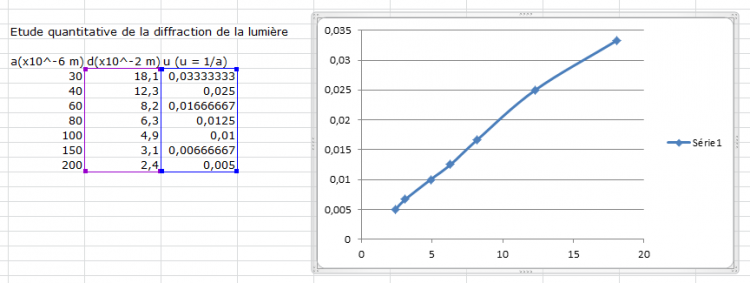 Etude quantitative de la diffraction de la lumière
a(x10^-6 m) d(x10^-2 m) u (u = 1/a)
30 18,1 0,03333333
40 12,3 0,025
60 8,2 0,01666667
80 6,3 0,0125
100 4,9 0,01
150 3,1 0,00666667
200 2,4 0,005
0,035
0,03
0,025
0,02
0,015
0,01
0,005
0
0 5 10 15 20
Série1